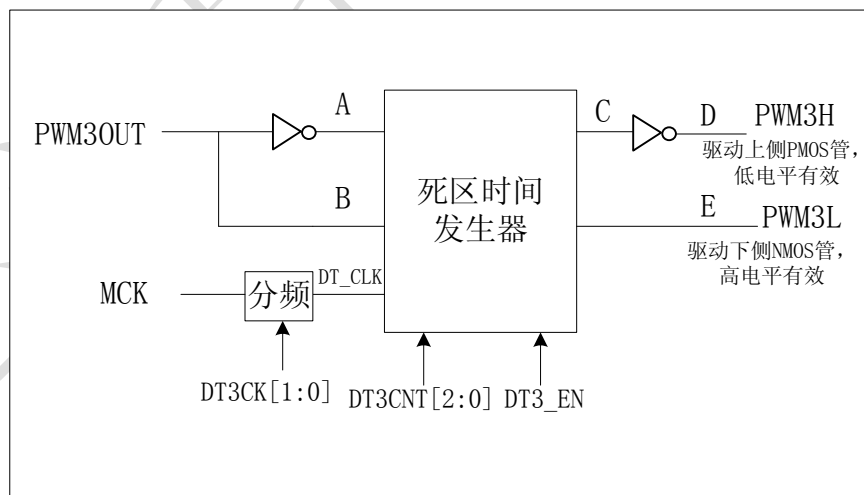 PWM3OUT
A
B
MCK
分频
DT_CLK
死区时间
发生器
C
D
PWM3H
驱动上侧PMOS管，
低电平有效
E
PWM3L
驱动下侧NMOS管，
高电平有效
DT3CK[1:0]
DT3CNT[2:0]
DT3_EN